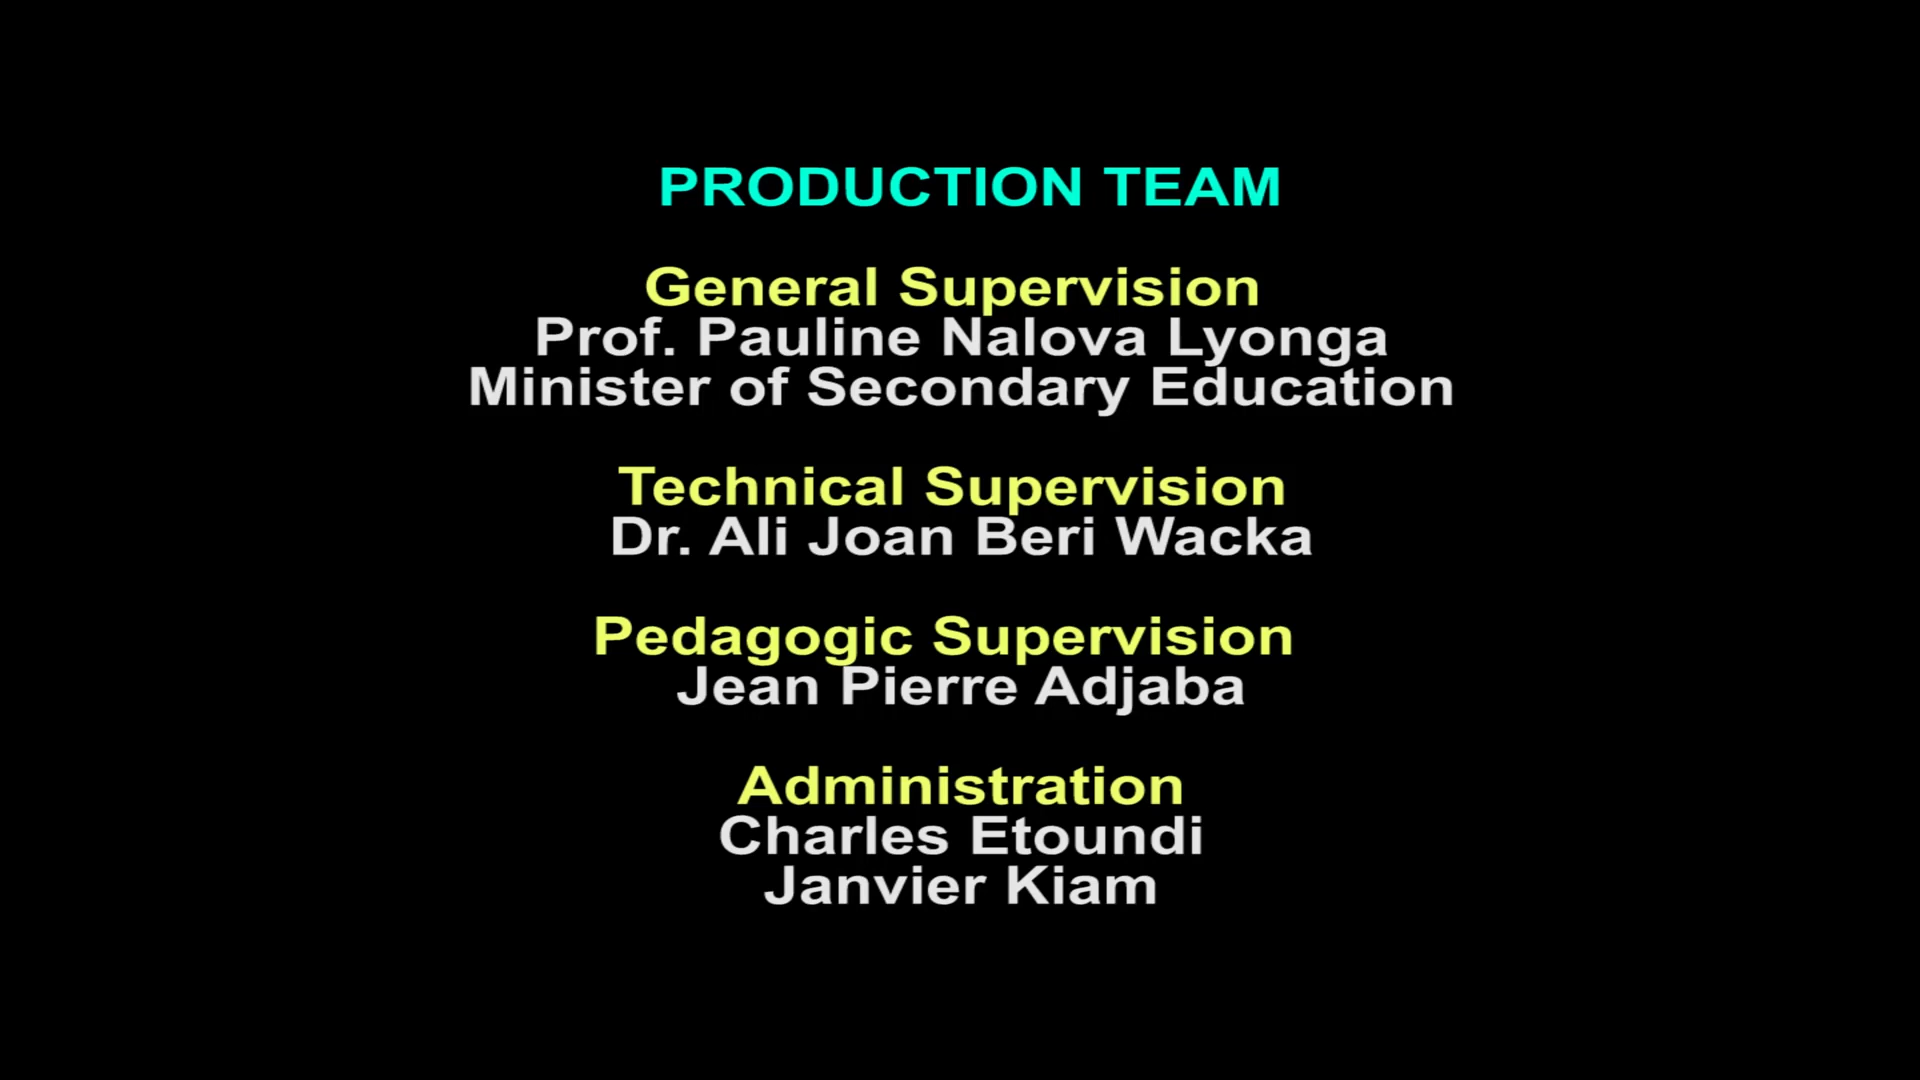 PRODUCTION TEAM
General Supervision
Prof. Pauline Nalova Lyonga
Minister of Secondary Education
Technical Supervision
Dr. Ali Joan Beri Wacka
Pedagogic Supervision
Jean Pierre Adjaba
Administration
Charles Etoundi
Janvier Kiam